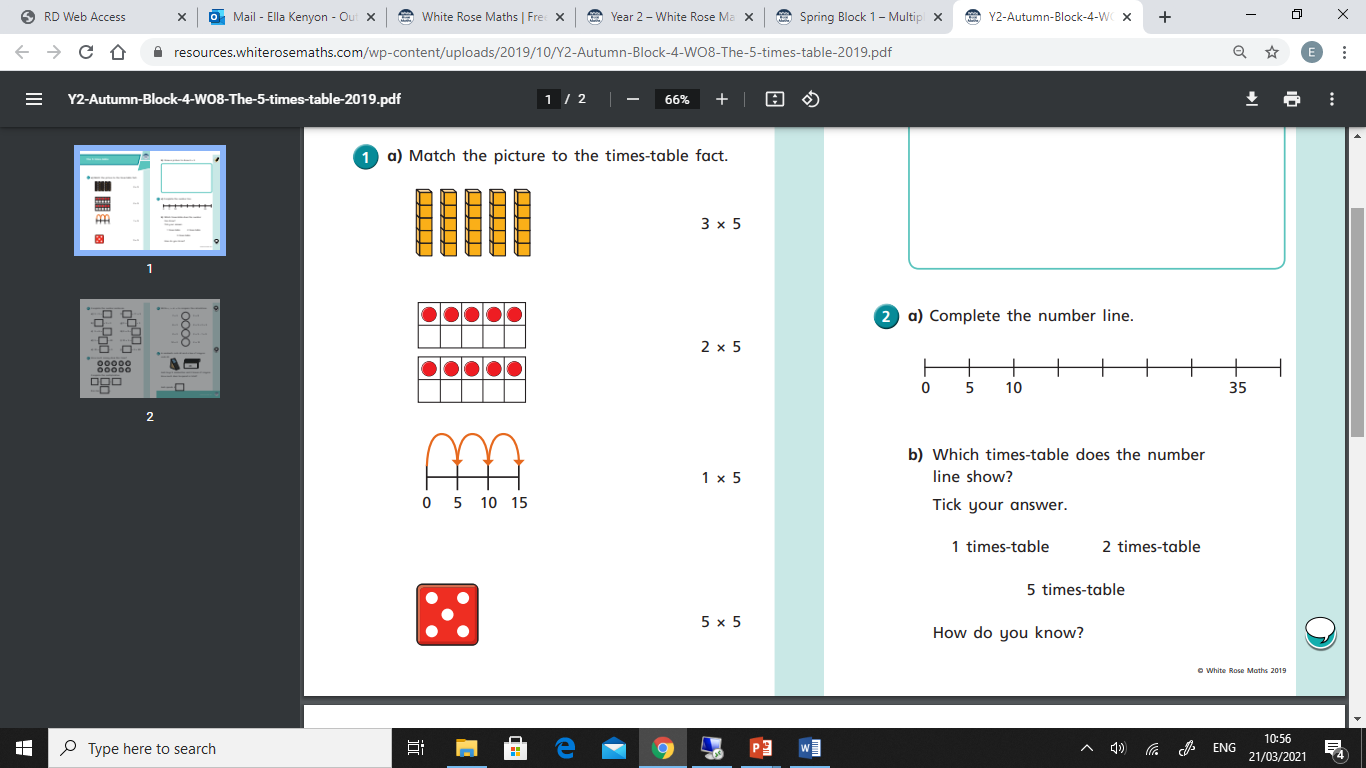 RD Web Access
Mail - Ella Kenyon - Ou
White Rose Maths | Fre
Year 2 – White Rose Ma
Spring Block 1 – Multip
Y2-Autumn-Block-4-WO
resources.whiterosemaths.com/wp-content/uploads/2019/10/Y2-Autumn-Block-4-WO8-The-5-times-table-2019.pdf
E
Y2-Autumn-Block-4-WO8-The-5-times-table-2019.pdf
1 / 2
66%
1
2
1 a) Match the picture to the times-table fact.
3 × 5
2 × 5
0 5 10 15
1 × 5
5 × 5
2 a) Complete the number line.
0 5 10 35
b) Which times-table does the number
line show?
Tick your answer.
1 times-table 2 times-table
5 times-table
How do you know?
© White Rose Maths 2019
Type here to search
ENG
10:56
21/03/2021
4